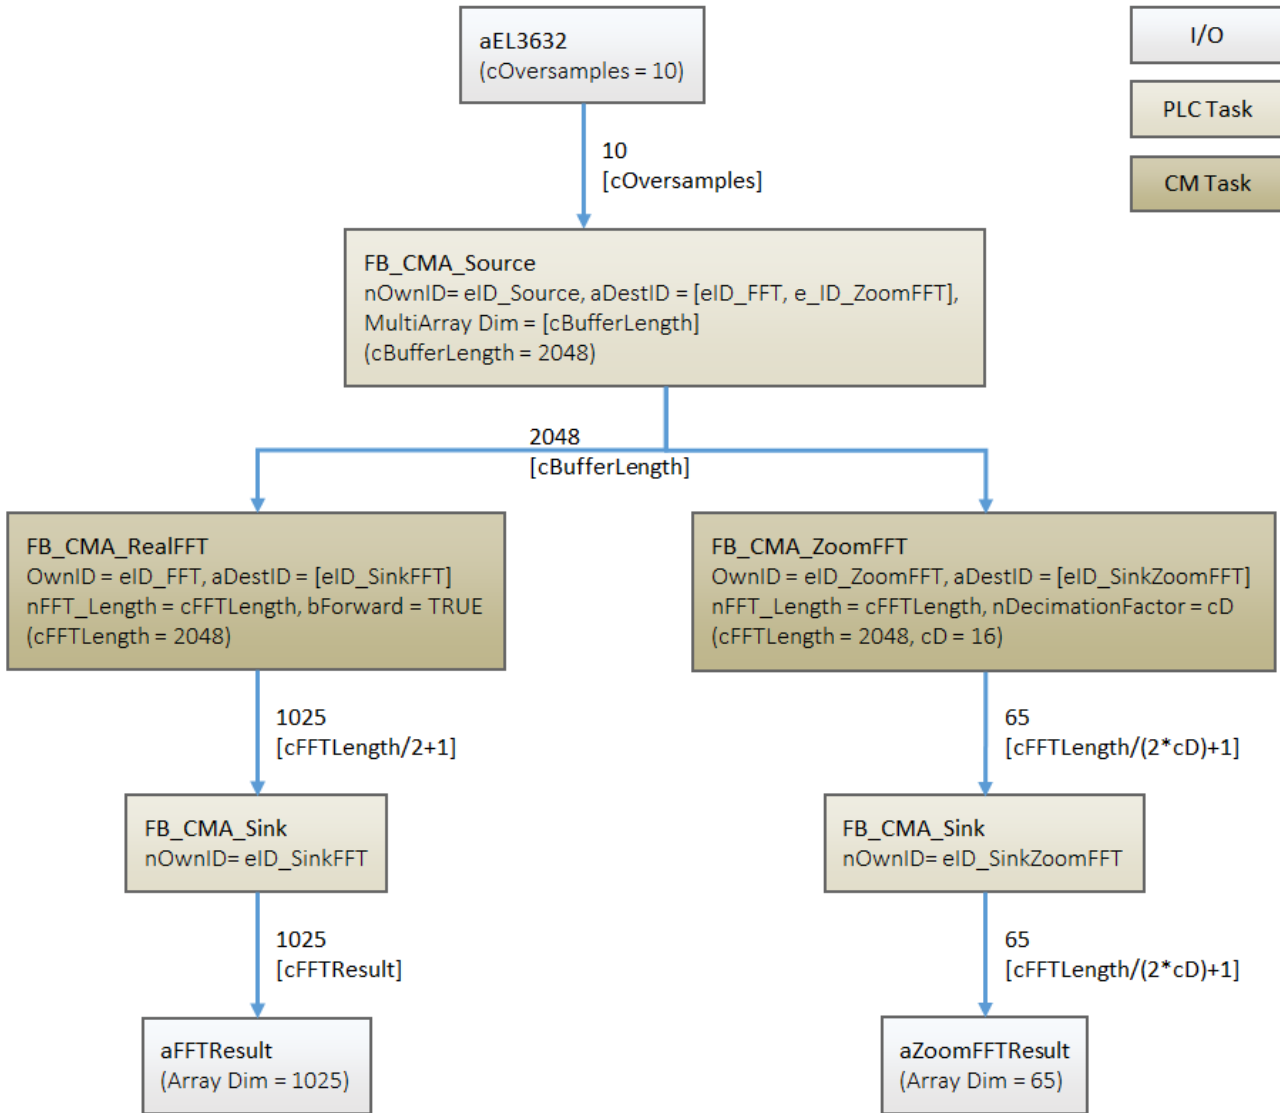 aEL3632
(cOversamples = 10)
I/O
PLC Task
CM Task
10
[cOversamples]
FB_CMA_Source
nOwnID= eID_Source, aDestID = [eID_FFT, e_ID_ZoomFFT],
MultiArray Dim = [cBufferLength]
(cBufferLength = 2048)
2048
[cBufferLength]
FB_CMA_RealFFT
OwnID = eID_FFT, aDestID = [eID_SinkFFT]
nFFT_Length = cFFTLength, bForward = TRUE
(cFFTLength = 2048)
FB_CMA_ZoomFFT
OwnID = eID_ZoomFFT, aDestID = [eID_SinkZoomFFT]
nFFT_Length = cFFTLength, nDecimationFactor = cD
(cFFTLength = 2048, cD = 16)
1025
[cFFTLength/2+1]
65
[cFFTLength/(2*cD)+1]
FB_CMA_Sink
nOwnID= eID_SinkFFT
FB_CMA_Sink
nOwnID= eID_SinkZoomFFT
1025
[cFFTResult]
65
[cFFTLength/(2*cD)+1]
aFFTResult
(Array Dim = 1025)
aZoomFFTResult
(Array Dim = 65)